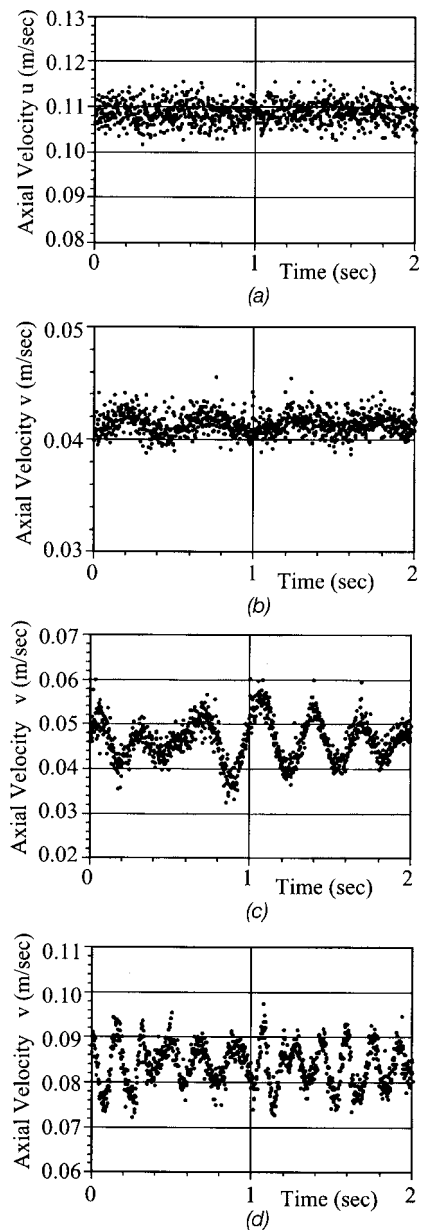 Axial Velocity u (m/sec)
0.13
0.12
0.11
0.10
0.09
0.08
0
1
2
Time (sec)
(a)
Axial Velocity v (m/sec)
0.05
0.04
0.03
0
1
2
Time (sec)
(b)
Axial Velocity v (m/sec)
0.07
0.06
0.05
0.04
0.03
0.02
0
1
2
Time (sec)
(c)
Axial Velocity v (m/sec)
0.11
0.10
0.09
0.08
0.07
0.06
0
1
2
Time (sec)
(d)